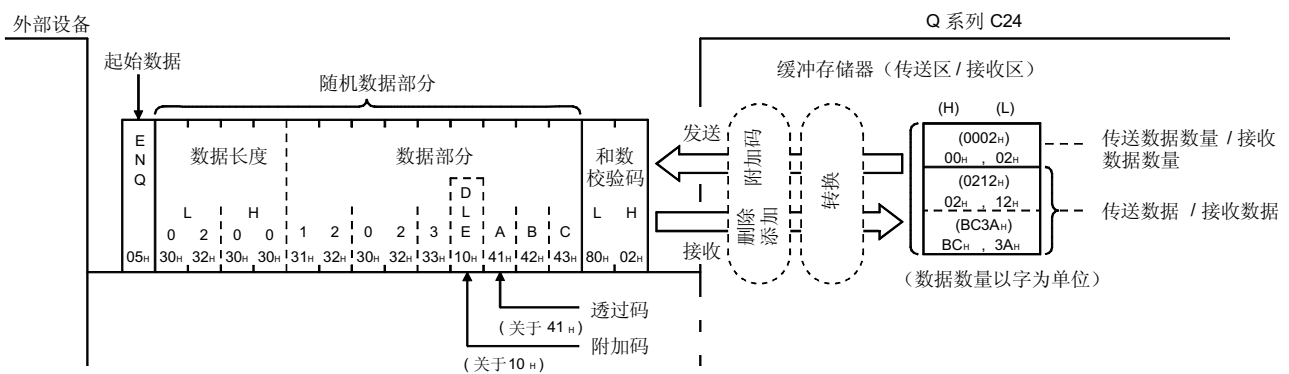 外部设备
Q 系列 C24
起始数据
随机数据部分
缓冲存储器（传送区 / 接收区）
(H) (L)
E N Q
数据长度
数据部分
和数校验码
发送
接收
删除 添加 附加码
转换
(0002H)
00H , 02H
传送数据数量 / 接收
数据数量
(0212H)
02H , 12H
(BC3AH)
BCH , 3AH
传送数据 / 接收数据
D L E
L H L H
0 2 0 0 1 2 0 2 3 A B C
05H 30H 32H 30H 30H 31H 32H 30H 32H 33H 10H 41H 42H 43H 80H 02H
（数据数量以字为单位）
透过码
( 关于 41 H)
附加码
( 关于10 H)